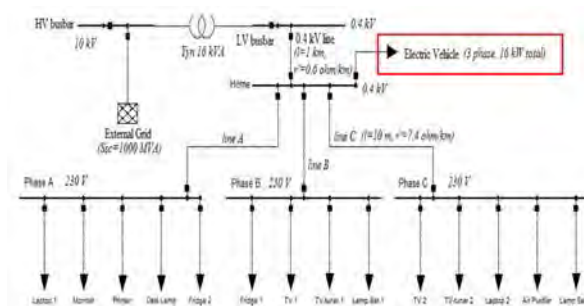 HV busbar
LV busbar
0.4 kV
10 kV
Tyn 16 kVA
0.4 kV line
(l=1 km,
r'=0.6 ohm/km)
Electric Vehicle (3 phase, 16 kW total)
Home
0.4 kV
External Grid
(Ssc=1000 MVA)
line A
line B
line C (l=10 m, r'=7.4 ohm/km)
Phase A 230 V
Phase B 230 V
Phase C 230 V
Laptop 1
Monitor
Printer
Desk Lamp
Fridge 2
Fridge 1
TV 1
TV-tuner 1
Lamp Set 1
TV 2
TV-tuner 2
Laptop 2
Air Purifier
Lamp Set